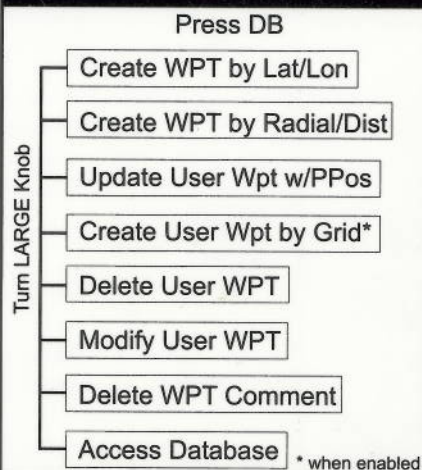 Press DB
Turn LARGE Knob
Create WPT by Lat/Lon
Create WPT by Radial/Dist
Update User Wpt w/PPos
Create User Wpt by Grid*
Delete User WPT
Modify User WPT
Delete WPT Comment
Access Database
* when enabled